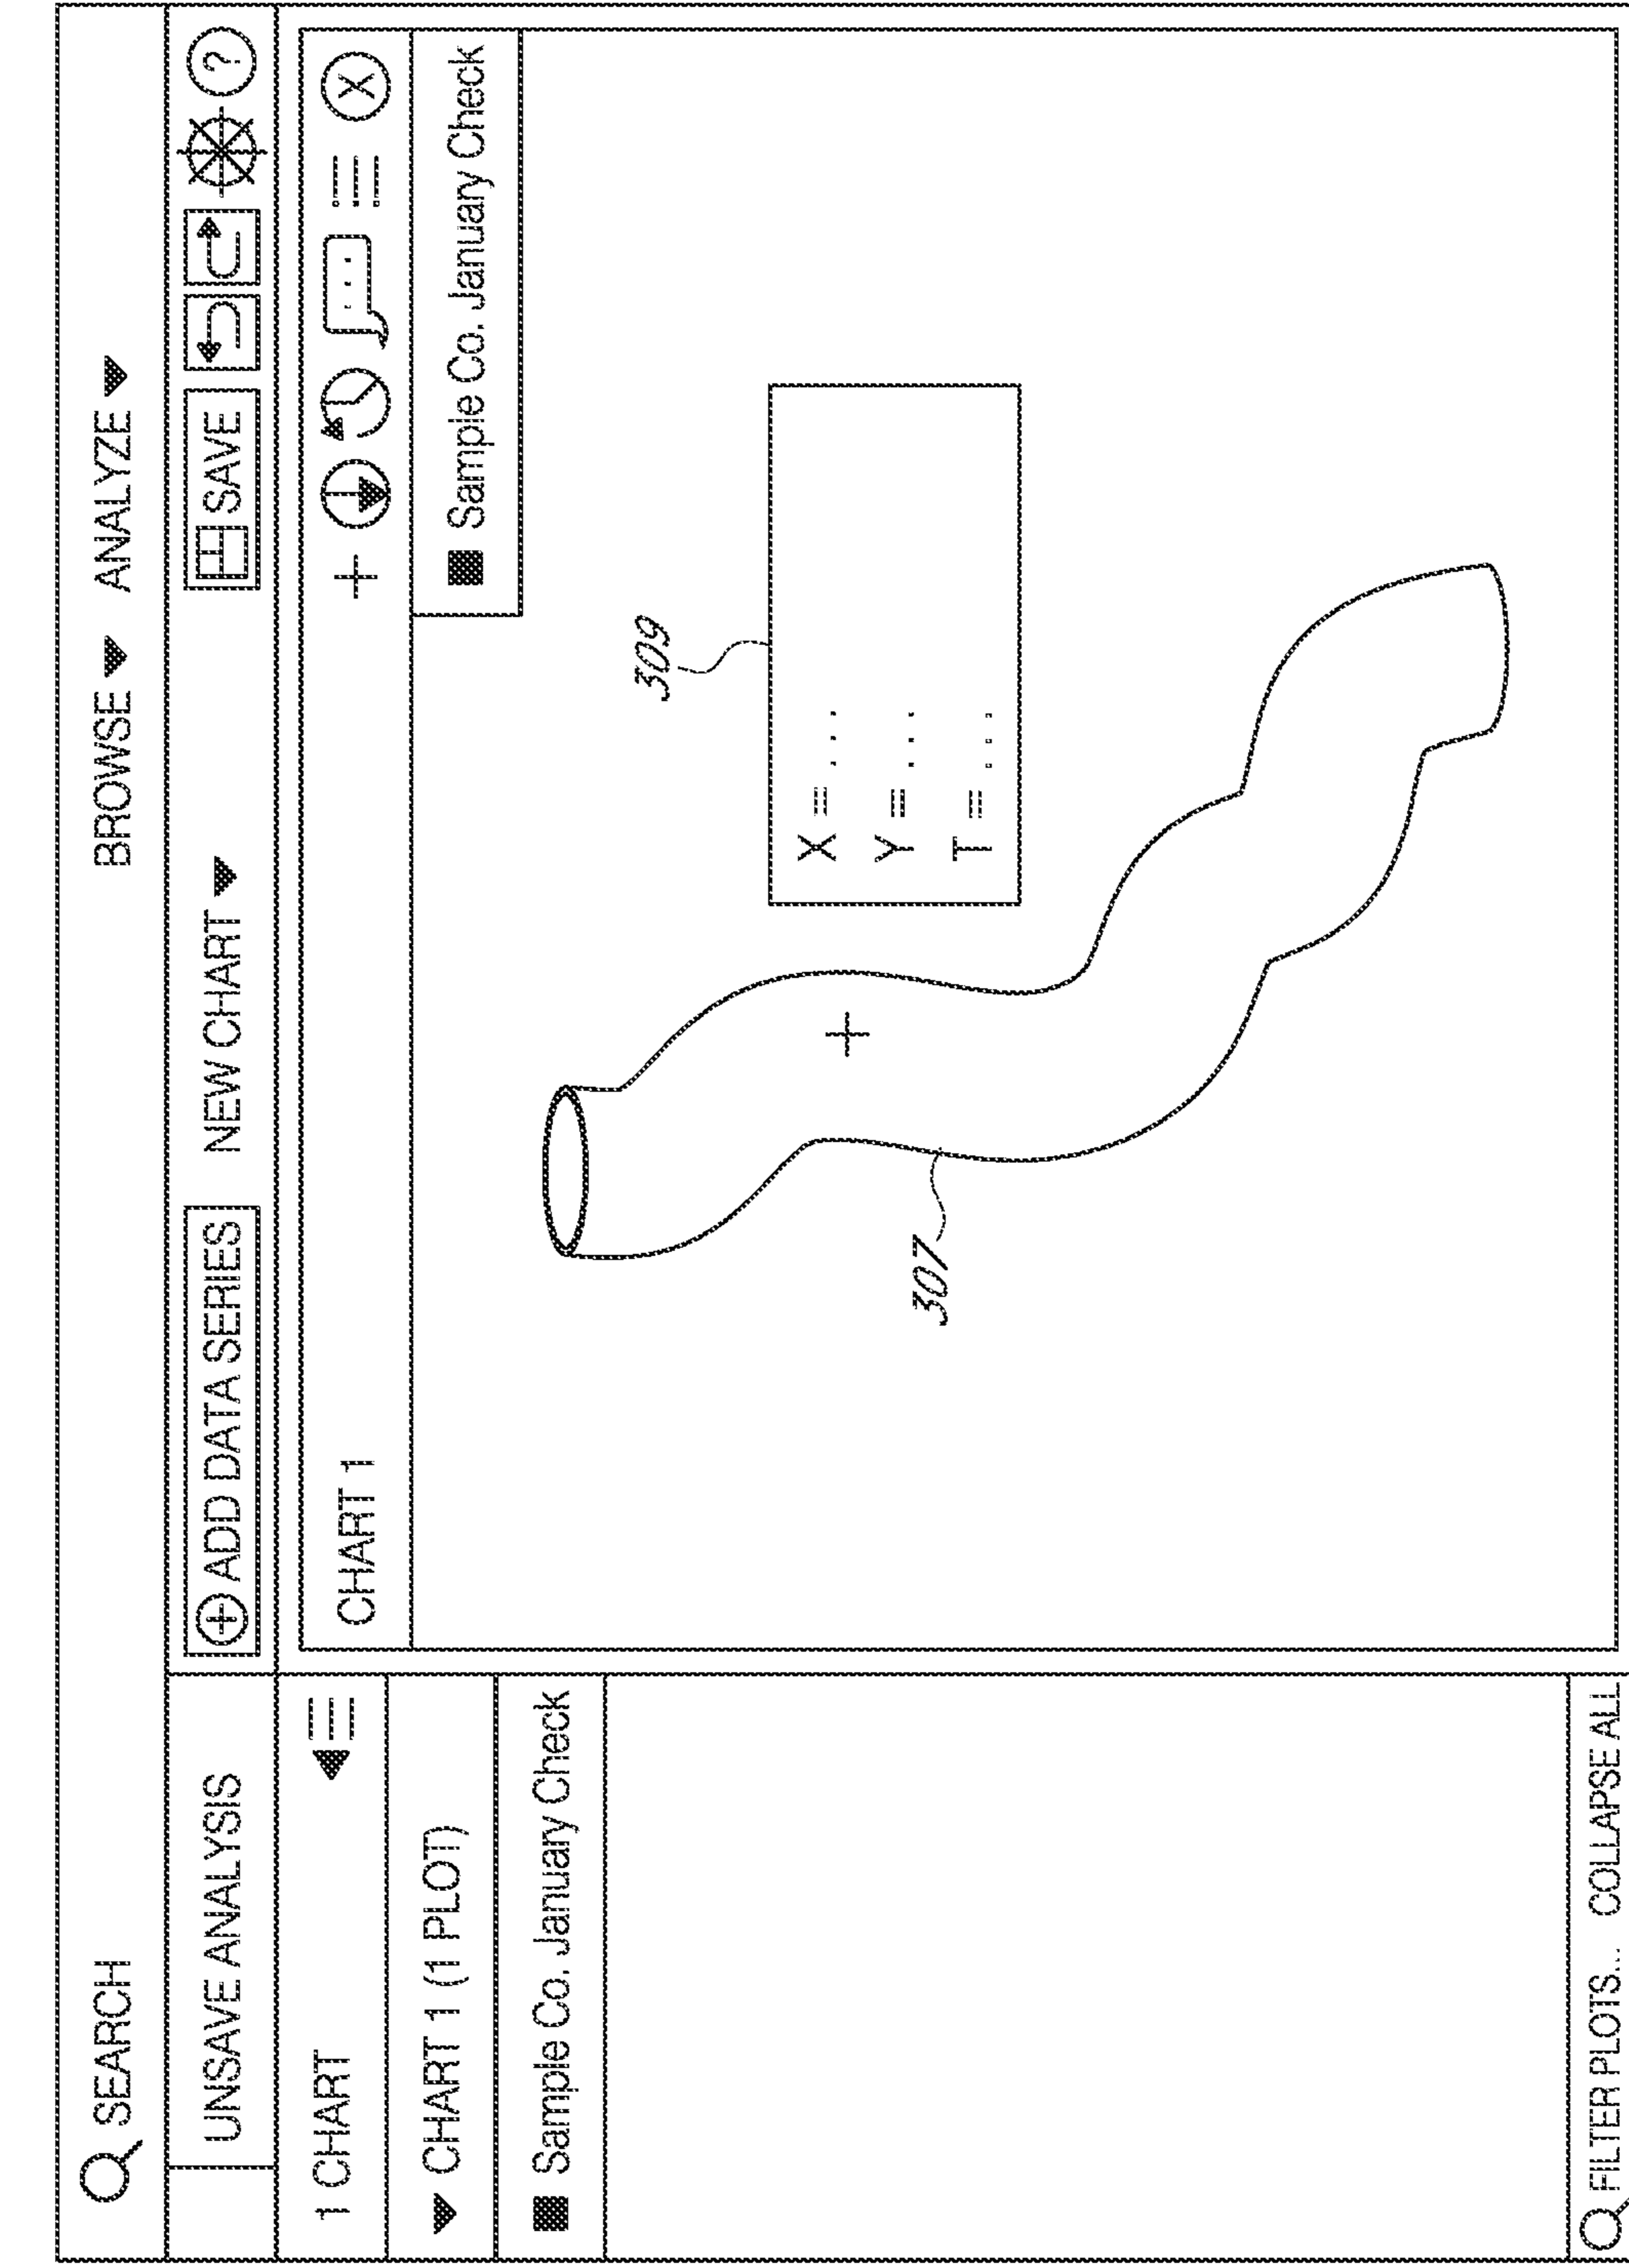 SEARCH BROWSE ANALYZE
UNSAVE ANALYSIS ADD DATA SERIES NEW CHART SAVE ?
1 CHART
CHART 1 X
CHART 1 (1 PLOT)
Sample Co. January Check
Sample Co. January Check
309
X = ...
Y = ...
T = ...
307
FILTER PLOTS... COLLAPSE ALL